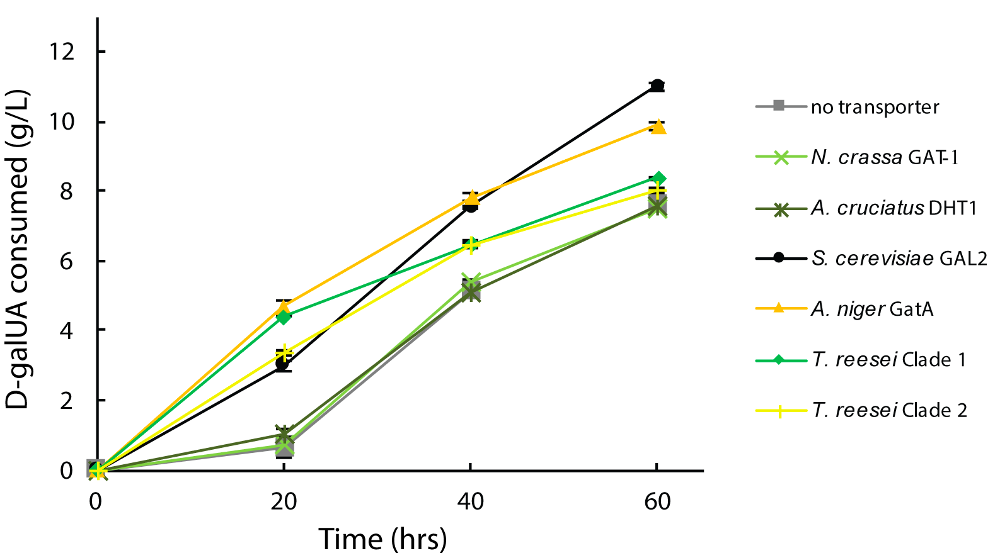 12
10
8
6
4
2
0
D-galUA consumed (g/L)
0 20 40 60
Time (hrs)
no transporter
N. crassa GAT-1
A. cruciatus DHT1
S. cerevisiae GAL2
A. niger GatA
T. reesei Clade 1
T. reesei Clade 2